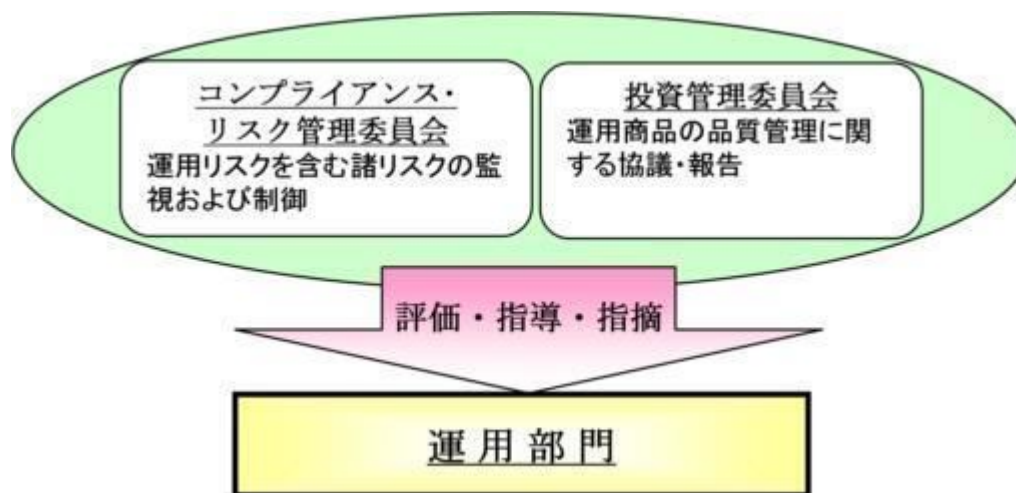 コンプライアンス・
リスク管理委員会
運用リスクを含む諸リスクの監
視および制御
投資管理委員会
運用商品の品質管理に関
する協議・報告
評価・指導・指摘
運用部門